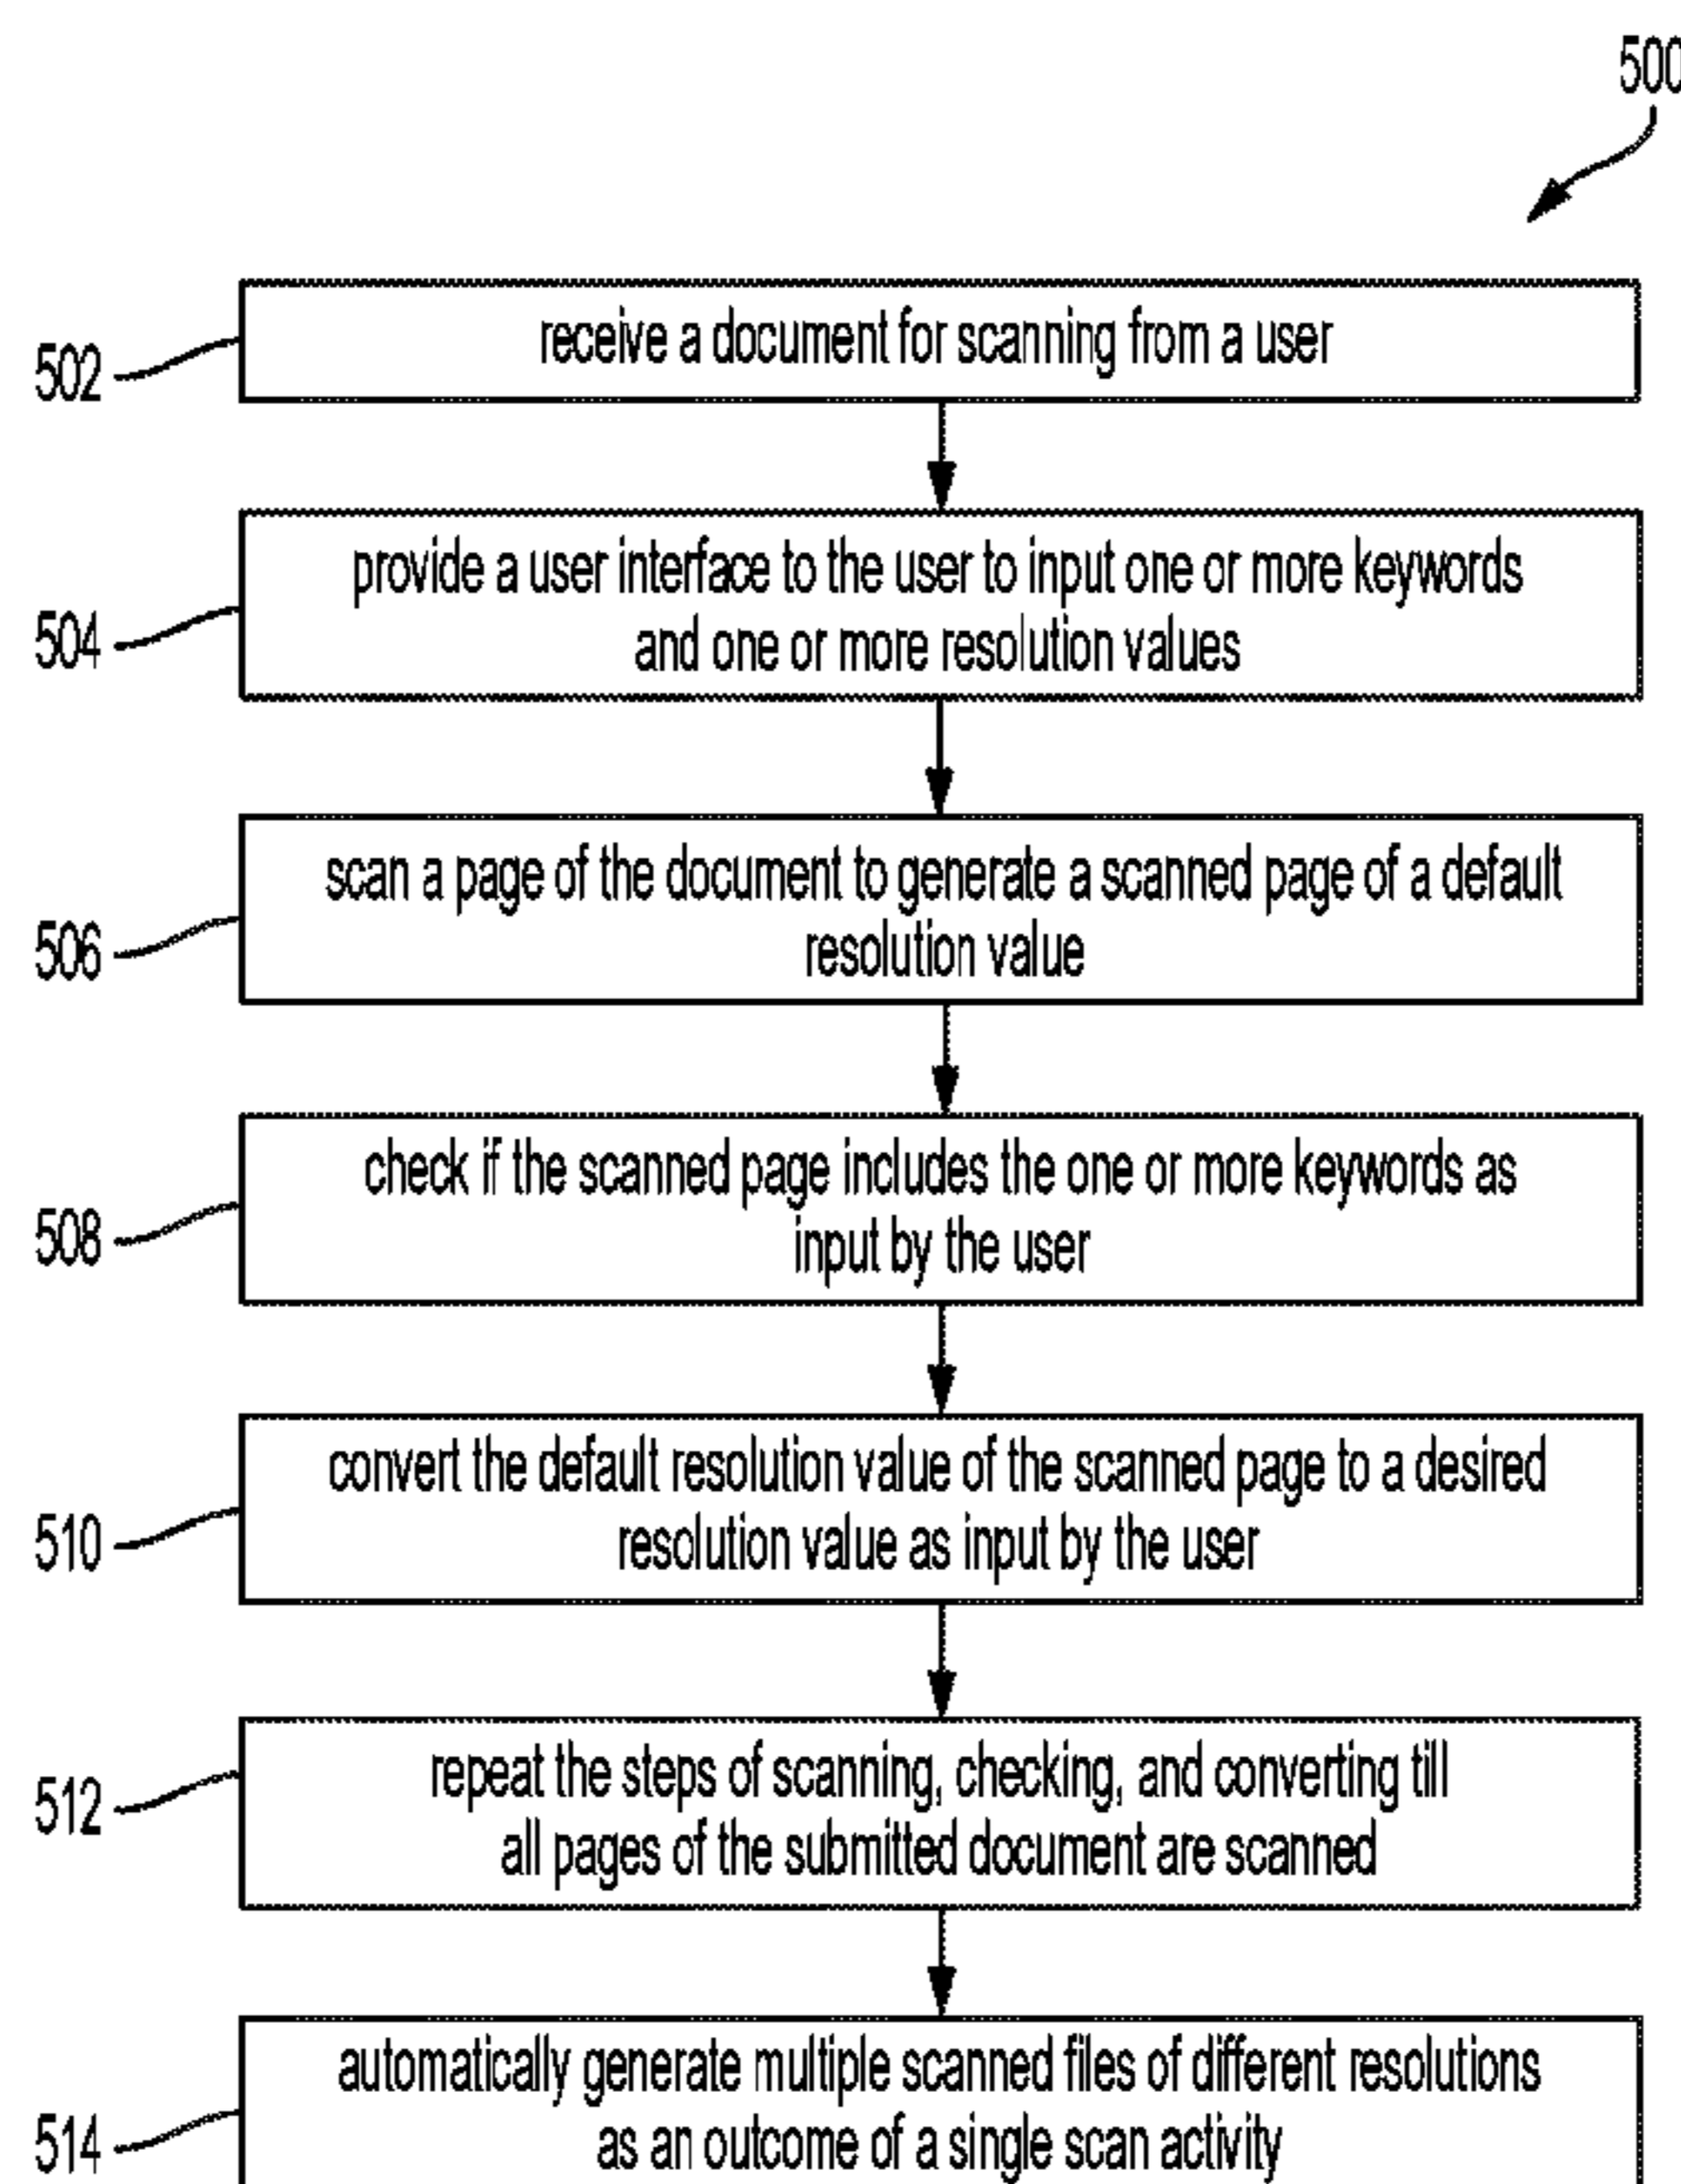 500
502
receive a document for scanning from a user
504
provide a user interface to the user to input one or more keywords
and one or more resolution values
506
scan a page of the document to generate a scanned page of a default
resolution value
508
check if the scanned page includes the one or more keywords as
input by the user
510
convert the default resolution value of the scanned page to a desired
resolution value as input by the user
512
repeat the steps of scanning, checking, and converting till
all pages of the submitted document are scanned
514
automatically generate multiple scanned files of different resolutions
as an outcome of a single scan activity